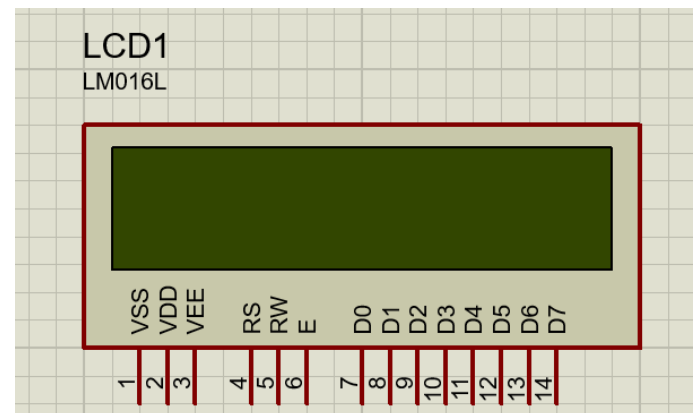 LCD1
LM016L
VSS VDD VEE RS RW E D0 D1 D2 D3 D4 D5 D6 D7
1 2 3 4 5 6 7 8 9 10 11 12 13 14